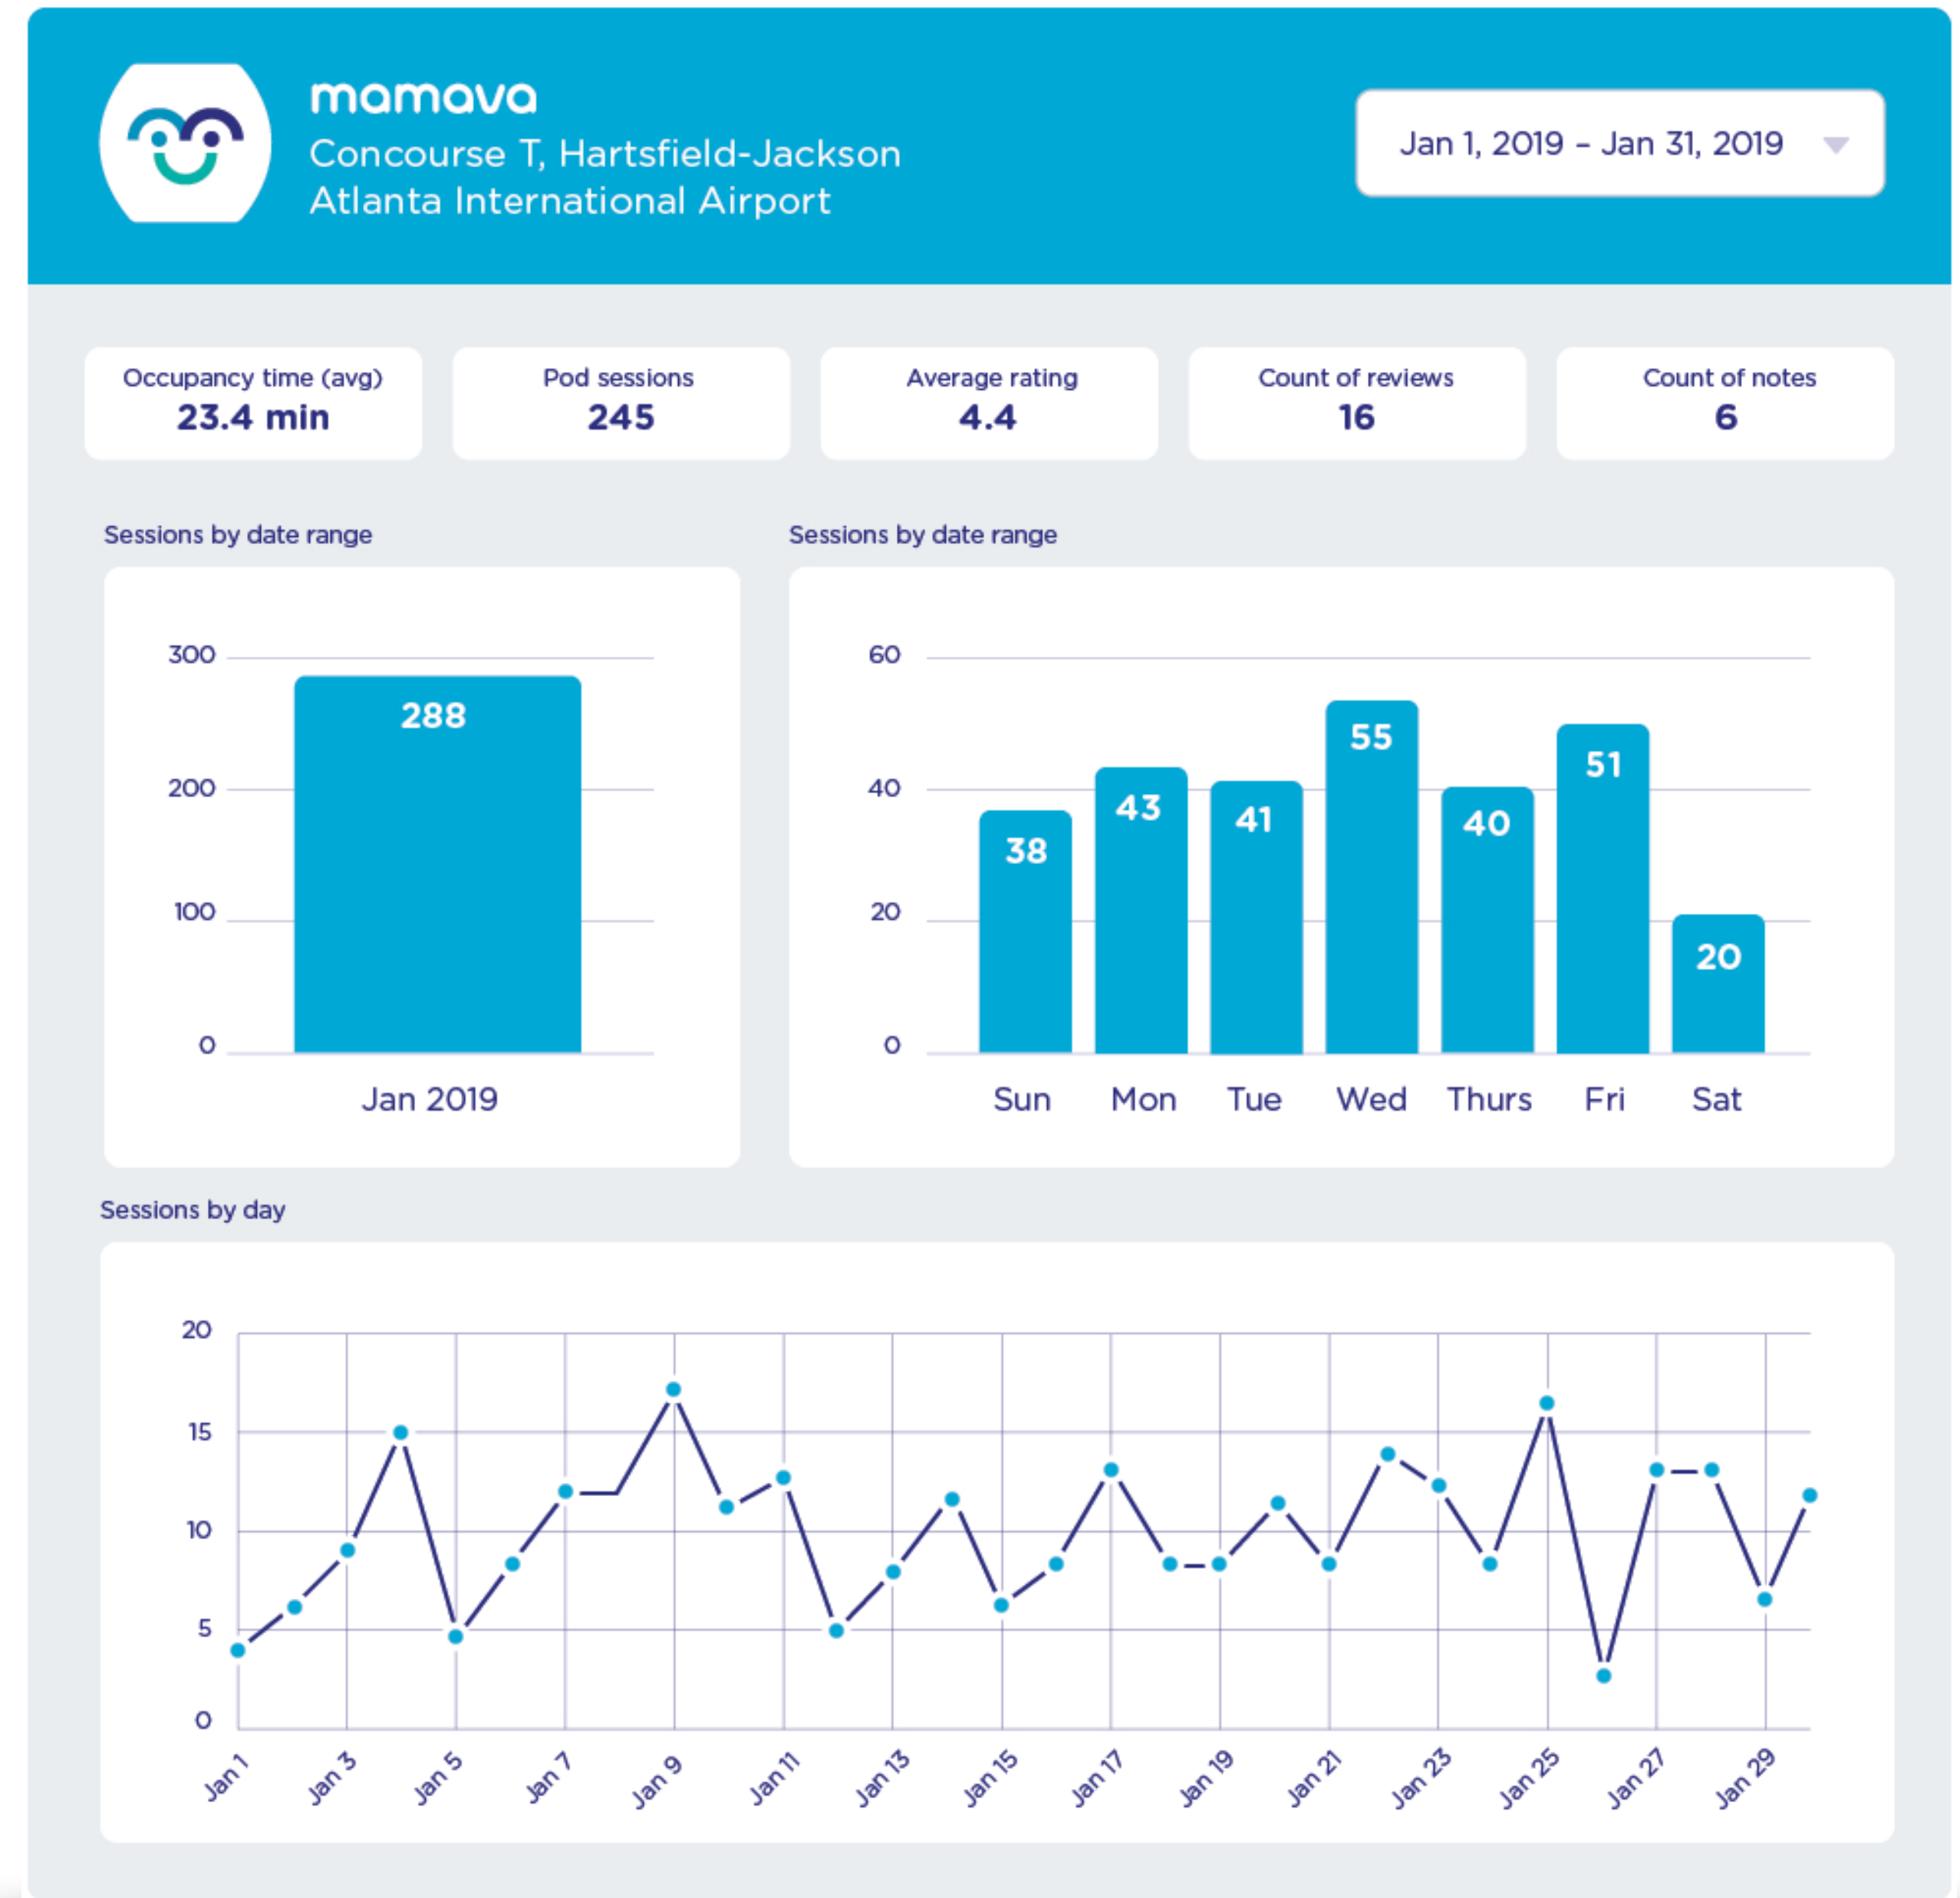 mamava
Concourse T, Hartsfield-Jackson
Atlanta International Airport
Jan 1, 2019 – Jan 31, 2019
Occupancy time (avg)
23.4 min
Pod sessions
245
Average rating
4.4
Count of reviews
16
Count of notes
6
Sessions by date range
300
200
100
0
288
Jan 2019
Sessions by date range
60
40
20
0
38
43
41
55
40
51
20
Sun Mon Tue Wed Thurs Fri Sat
Sessions by day
20
15
10
5
0
Jan 1
Jan 3
Jan 5
Jan 7
Jan 9
Jan 11
Jan 13
Jan 15
Jan 17
Jan 19
Jan 21
Jan 23
Jan 25
Jan 27
Jan 29